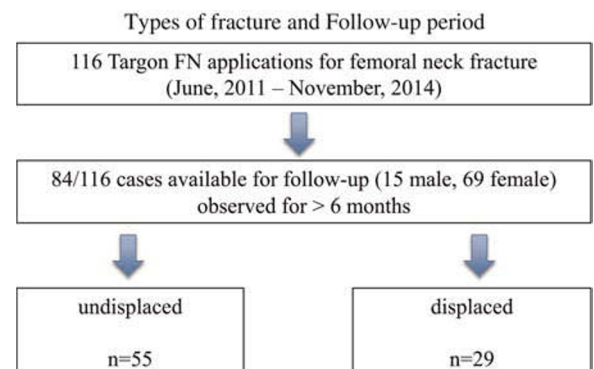 Types of fracture and Follow-up period
116 Targon FN applications for femoral neck fracture
(June, 2011 – November, 2014)
84/116 cases available for follow-up (15 male, 69 female)
observed for > 6 months
undisplaced
displaced
n=55
n=29